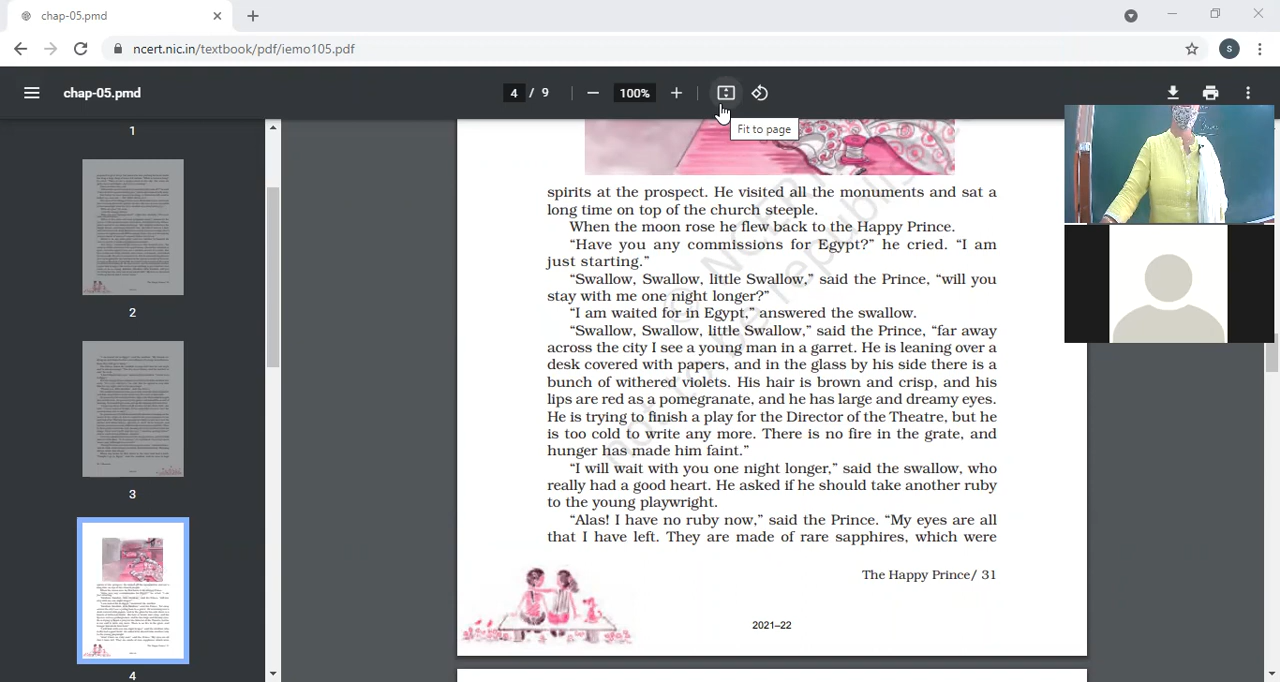 chap-05.pmd
ncert.nic.in/textbook/pdf/iemo105.pdf
S
chap-05.pmd
4 / 9
100%
Fit to page
1
2
3
4
spirits at the prospect. He visited all the monuments and sat a
long time on top of the church steeple.
When the moon rose he flew back to the Happy Prince.
“Have you any commissions for Egypt?” he cried. “I am
just starting.”
“Swallow, Swallow, little Swallow,” said the Prince, “will you
stay with me one night longer?”
“I am waited for in Egypt,” answered the swallow.
“Swallow, Swallow, little Swallow,” said the Prince, “far away
across the city I see a young man in a garret. He is leaning over a
desk covered with papers, and in the glass by his side there is a
bunch of withered violets. His hair is brown and crisp, and his
lips are red as a pomegranate, and he has large and dreamy eyes.
He is trying to finish a play for the Director of the Theatre, but he
is too cold to write any more. There is no fire in the grate, and
hunger has made him faint.”
“I will wait with you one night longer,” said the swallow, who
really had a good heart. He asked if he should take another ruby
to the young playwright.
“Alas! I have no ruby now,” said the Prince. “My eyes are all
that I have left. They are made of rare sapphires, which were
The Happy Prince/ 31
2021–22